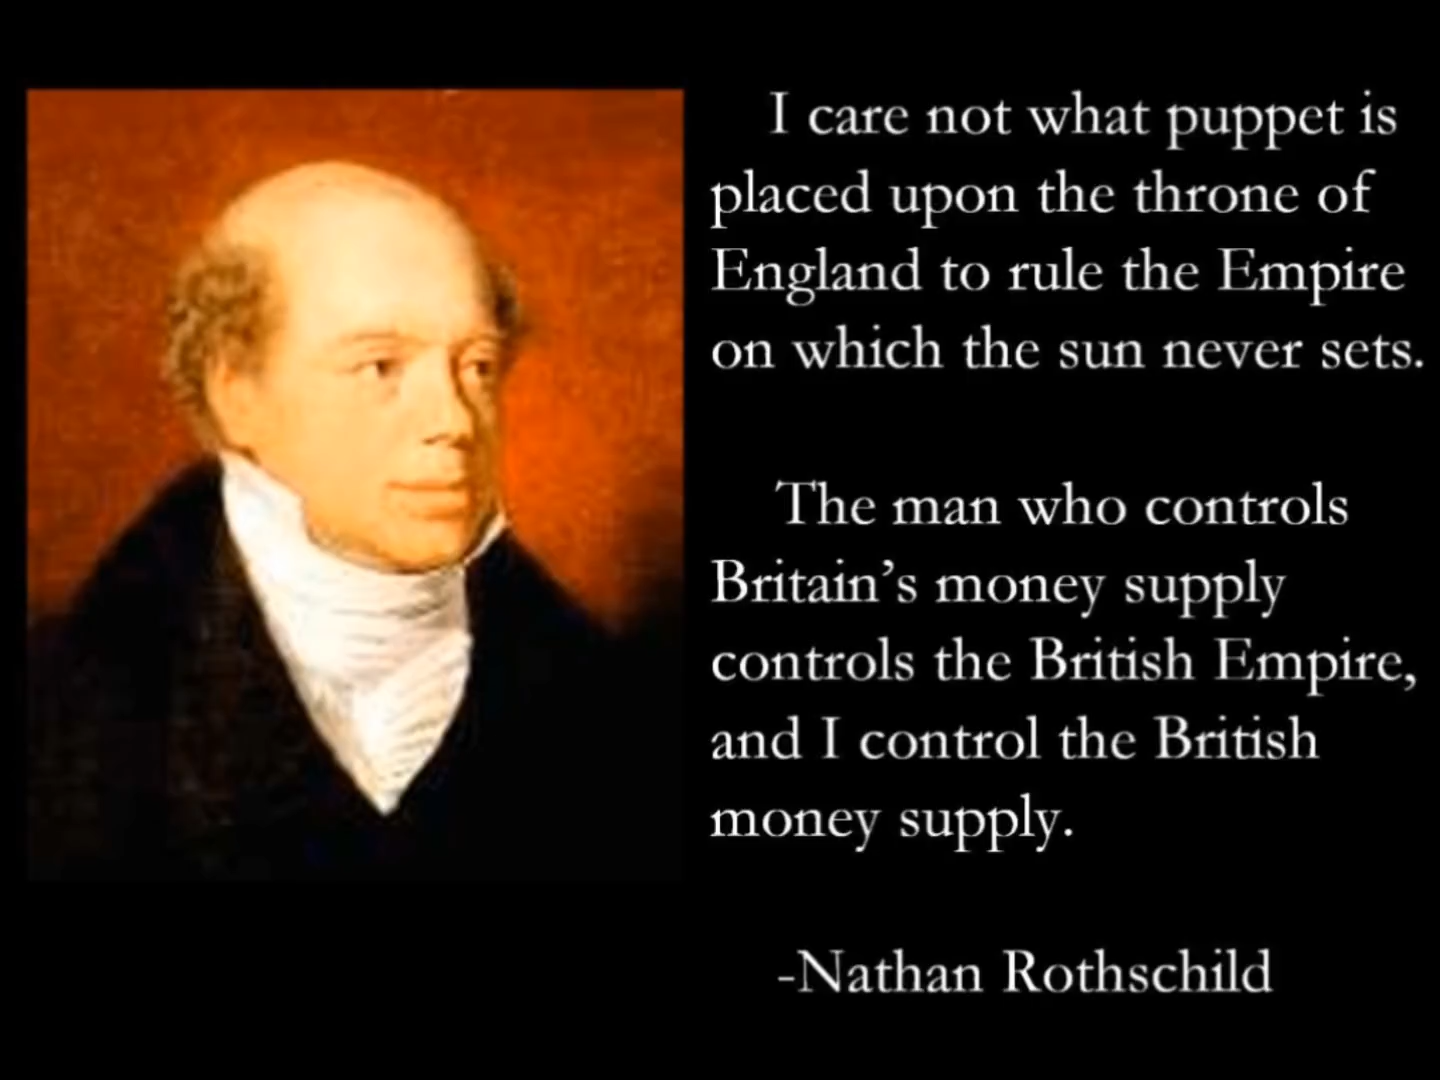 I care not what puppet is
placed upon the throne of
England to rule the Empire
on which the sun never sets.
The man who controls
Britain’s money supply
controls the British Empire,
and I control the British
money supply.
-Nathan Rothschild